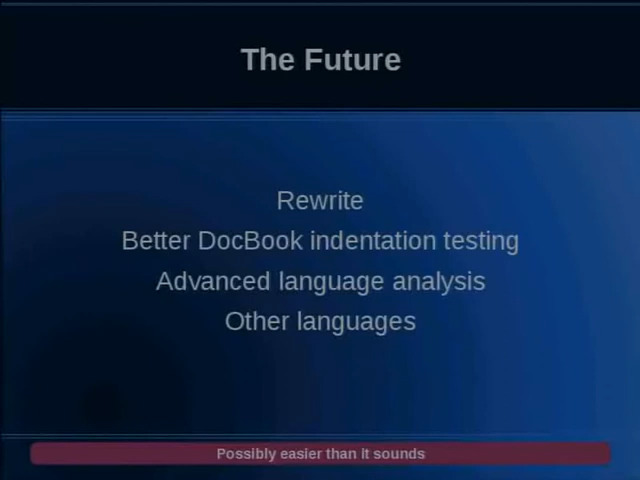 The Future
Rewrite
Better DocBook indentation testing
Advanced language analysis
Other languages
Possibly easier than it sounds